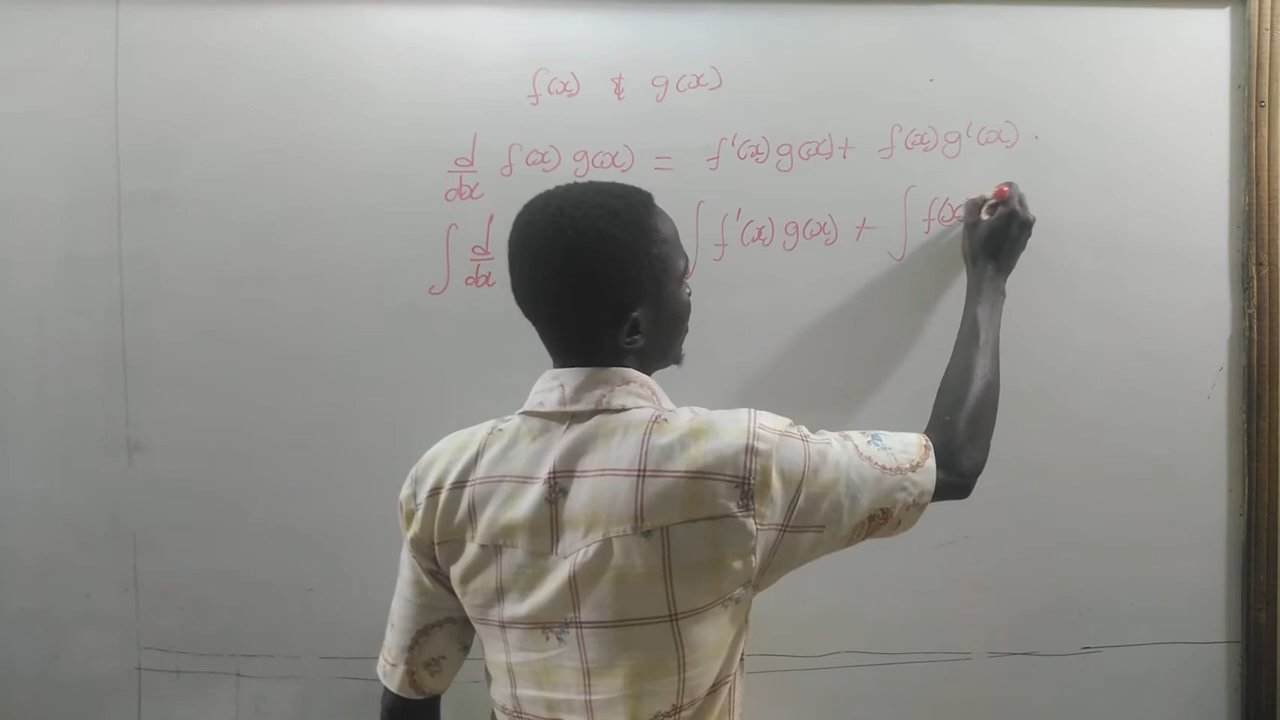 f(x) & g(x)
d/dx f(x) g(x) = f'(x) g(x) + f(x) g'(x)
∫ d/dx ∫ f'(x) g(x) + ∫ f(x)